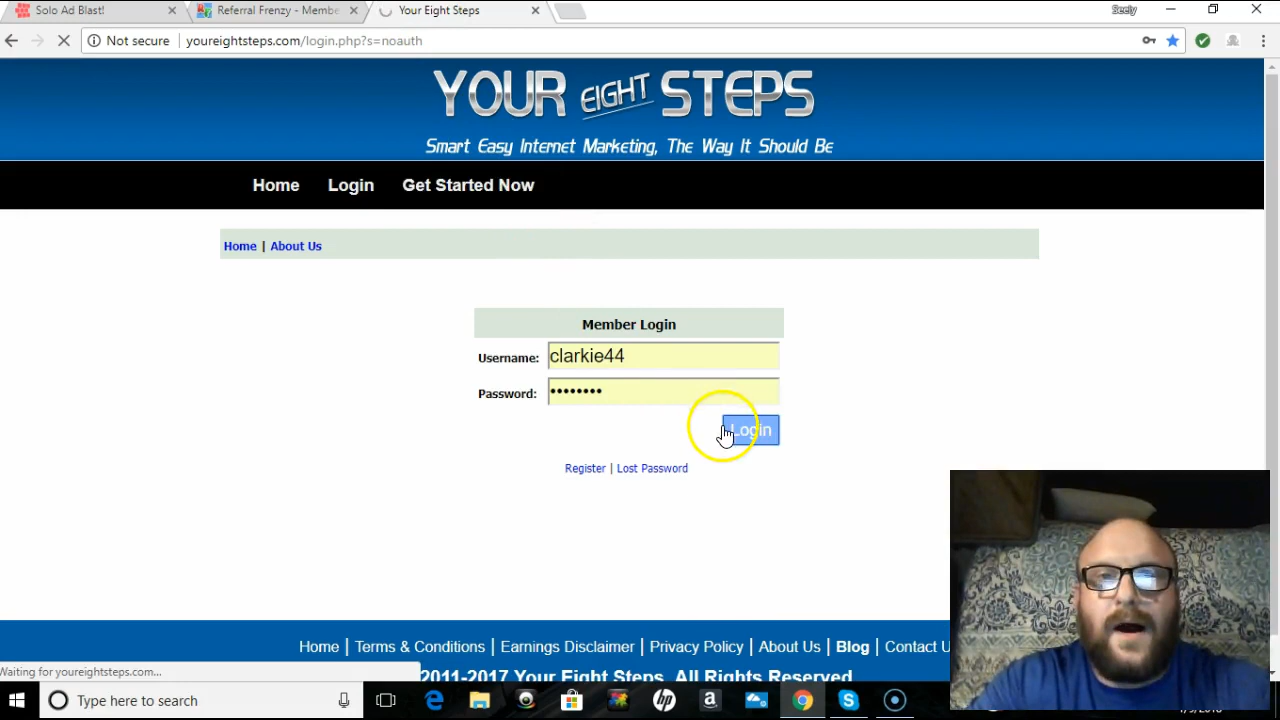 Solo Ad Blast!
Referral Frenzy - Membe
Your Eight Steps
Seely
Not secure
youreightsteps.com/login.php?s=noauth
YOUR EIGHT STEPS
Smart Easy Internet Marketing, The Way It Should Be
Home Login Get Started Now
Home | About Us
Member Login
Username: clarkie44
Password: ••••••••
Login
Register | Lost Password
Home | Terms & Conditions | Earnings Disclaimer | Privacy Policy | About Us | Blog | Contact U
2011-2017 Your Eight Steps. All Rights Reserved
Waiting for youreightsteps.com...
Type here to search